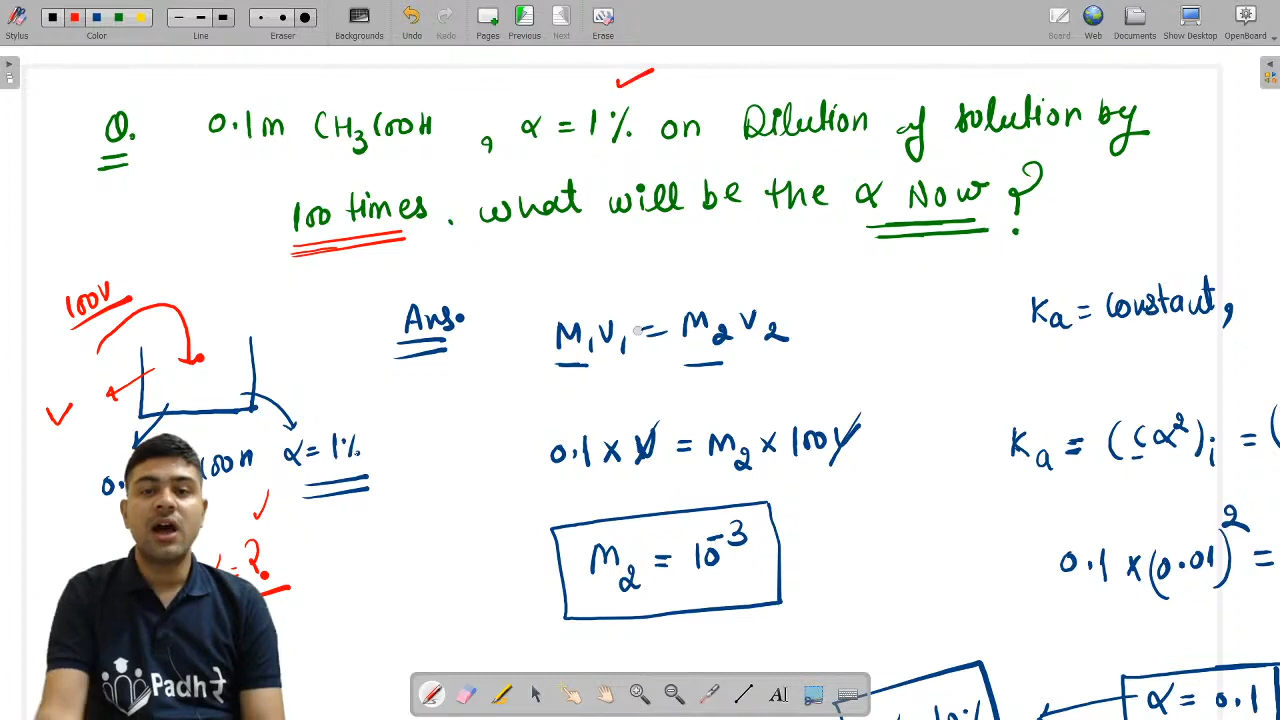 Stylus
Color
Line
Eraser
Backgrounds
Undo
Redo
Pages
Previous
Next
Erase
Board
Web
Documents
Show Desktop
OpenBoard
Q. 0.1m CH3COOH, α = 1% on Dilution of solution by
100 times. what will be the α Now?
100V
Ans.
M1V1 = M2V2
Ka = constant,
α = 1%
0.1 × V = M2 × 100V
Ka = (Cα²)i = (
= ?
M2 = 10⁻³
0.1 × (0.01)² =
α = 0.1
Padhरे